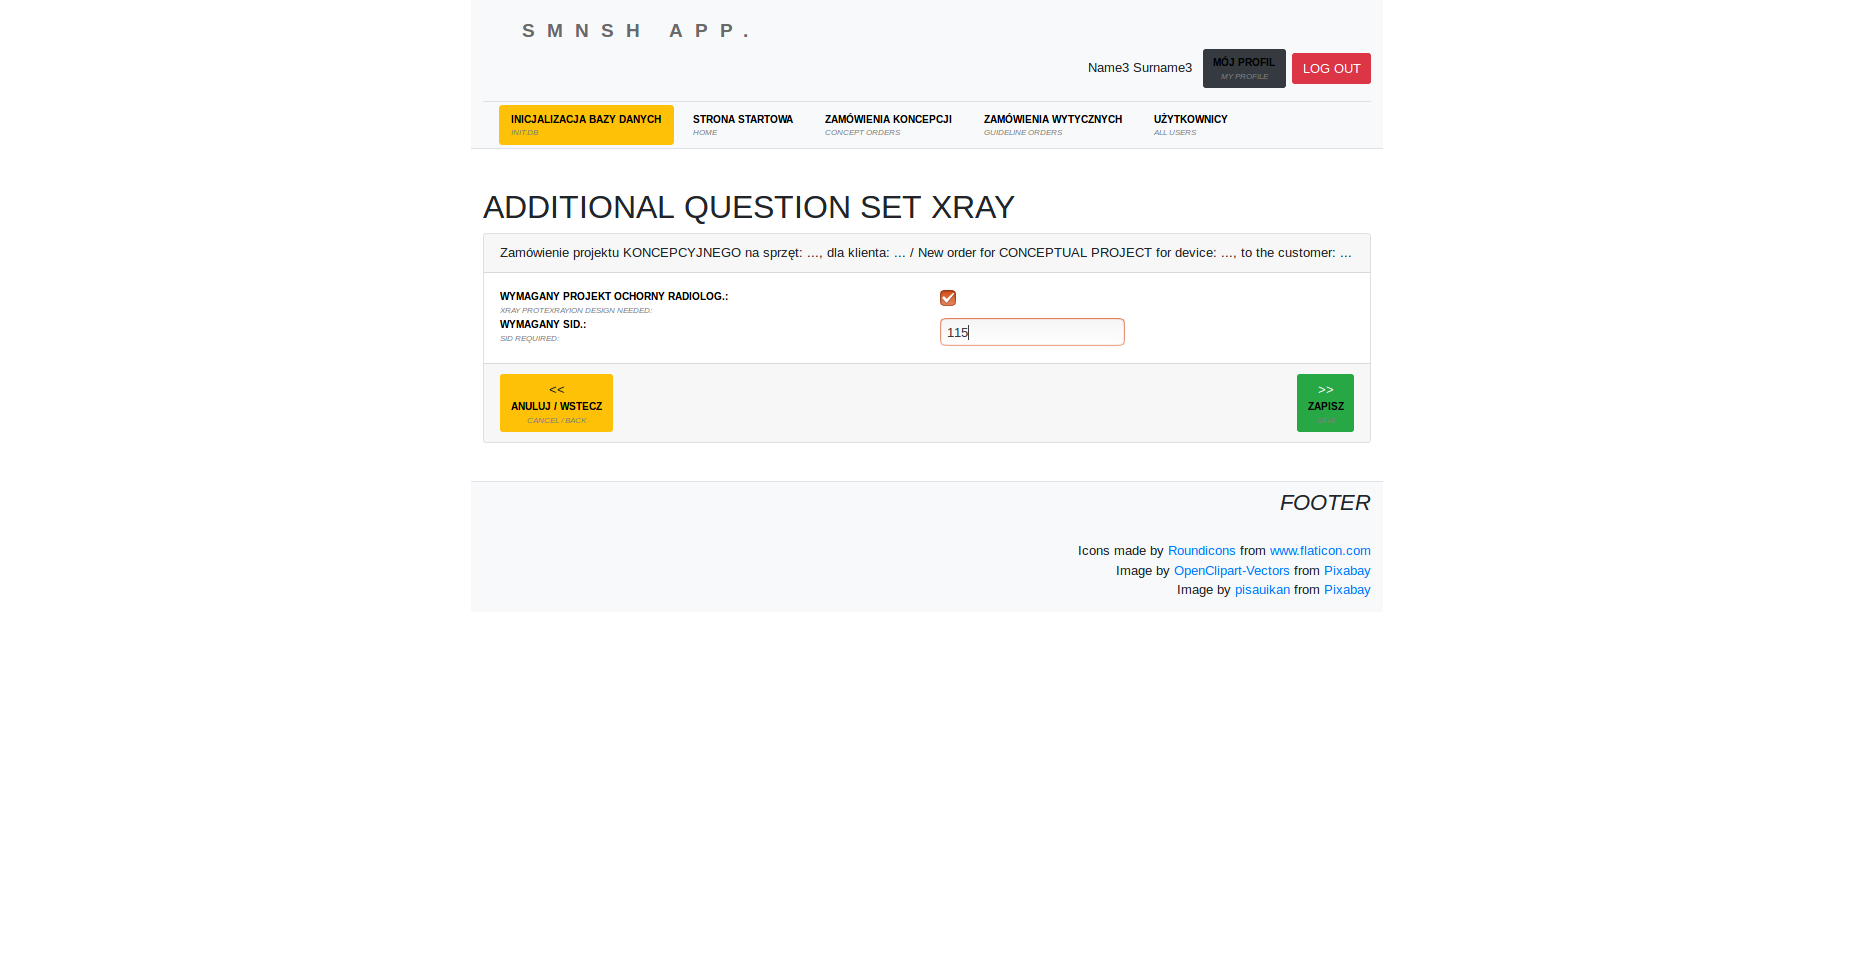 SMNSH APP.
Name3 Surname3
MÓJ PROFIL
MY PROFILE
LOG OUT
INICJALIZACJA BAZY DANYCH
INIT.DB
STRONA STARTOWA
HOME
ZAMÓWIENIA KONCEPCJI
CONCEPT ORDERS
ZAMÓWIENIA WYTYCZNYCH
GUIDELINE ORDERS
UŻYTKOWNICY
ALL USERS
ADDITIONAL QUESTION SET XRAY
Zamówienie projektu KONCEPCYJNEGO na sprzęt: ..., dla klienta: ... / New order for CONCEPTUAL PROJECT for device: ..., to the customer: ...
WYMAGANY PROJEKT OCHORNY RADIOLOG.:
XRAY PROTEXRAYION DESIGN NEEDED:
WYMAGANY SID.:
SID REQUIRED:
115
<<
ANULUJ / WSTECZ
CANCEL / BACK
>>
ZAPISZ
FOOTER
Icons made by Roundicons from www.flaticon.com
Image by OpenClipart-Vectors from Pixabay
Image by pisauikan from Pixabay